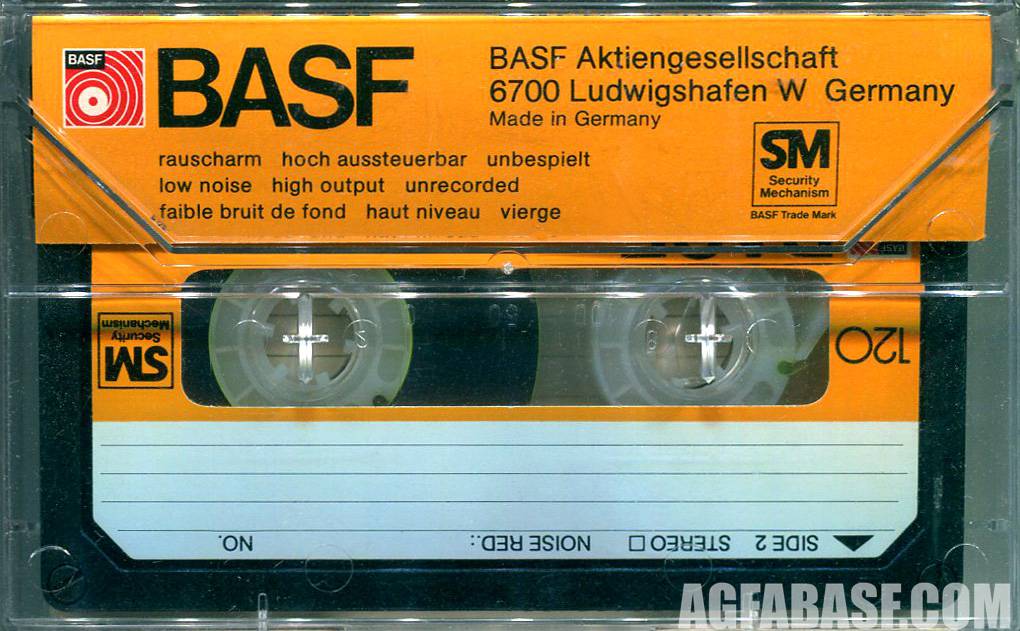 BASF
BASF
BASF Aktiengesellschaft
6700 Ludwigshafen W Germany
Made in Germany
rauscharm hoch aussteuerbar unbespielt
low noise high output unrecorded
faible bruit de fond haut niveau vierge
SM
Security
Mechanism
BASF Trade Mark
BASF
SM
Security
Mechanism
120
SIDE 2 STEREO NOISE RED.: NO.
AGFABASE.COM